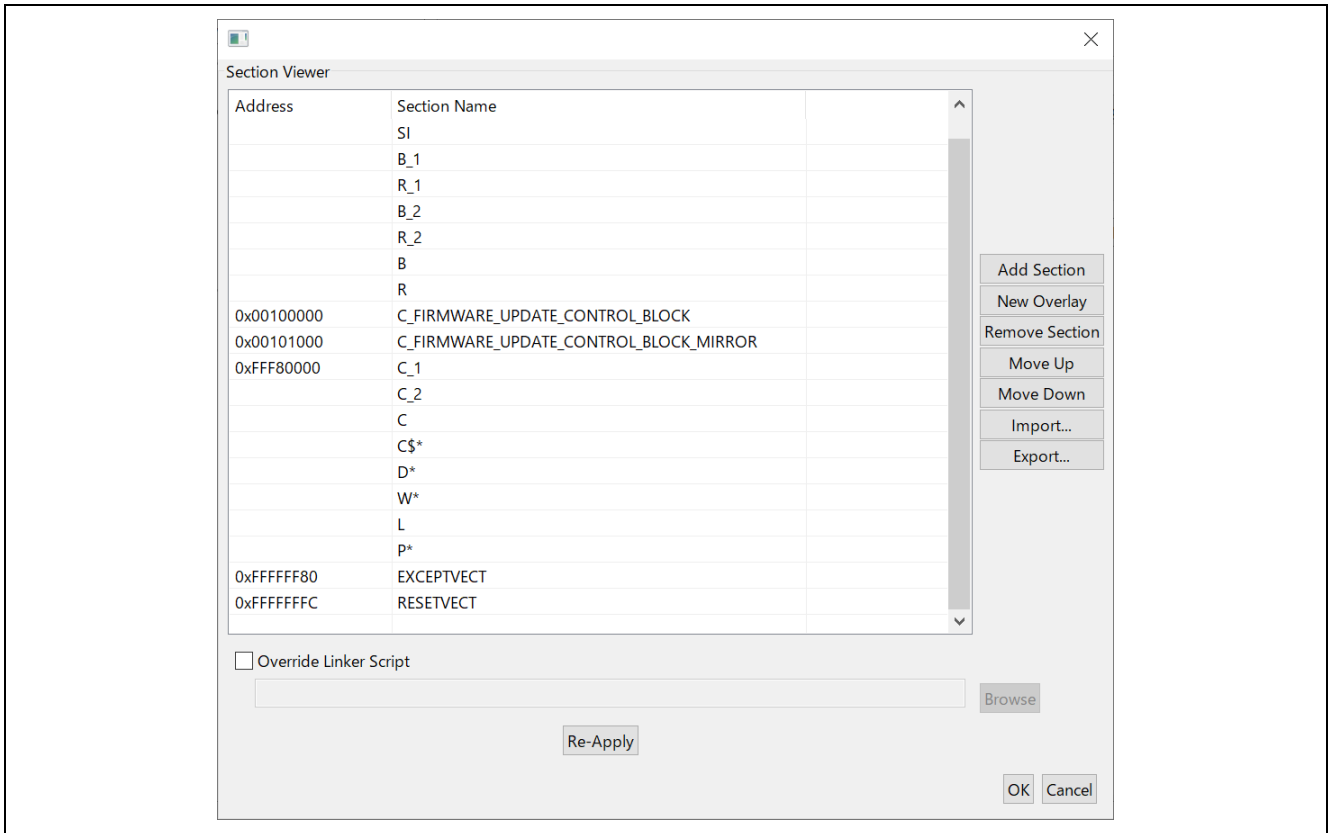 Section Viewer
Address Section Name
SI
B_1
R_1
B_2
R_2
B
R
0x00100000 C_FIRMWARE_UPDATE_CONTROL_BLOCK
0x00101000 C_FIRMWARE_UPDATE_CONTROL_BLOCK_MIRROR
0xFFF80000 C_1
C_2
C
C$*
D*
W*
L
P*
0xFFFFFF80 EXCEPTVECT
0xFFFFFFFC RESETVECT
Add Section
New Overlay
Remove Section
Move Up
Move Down
Import...
Export...
Override Linker Script
Browse
Re-Apply
OK Cancel